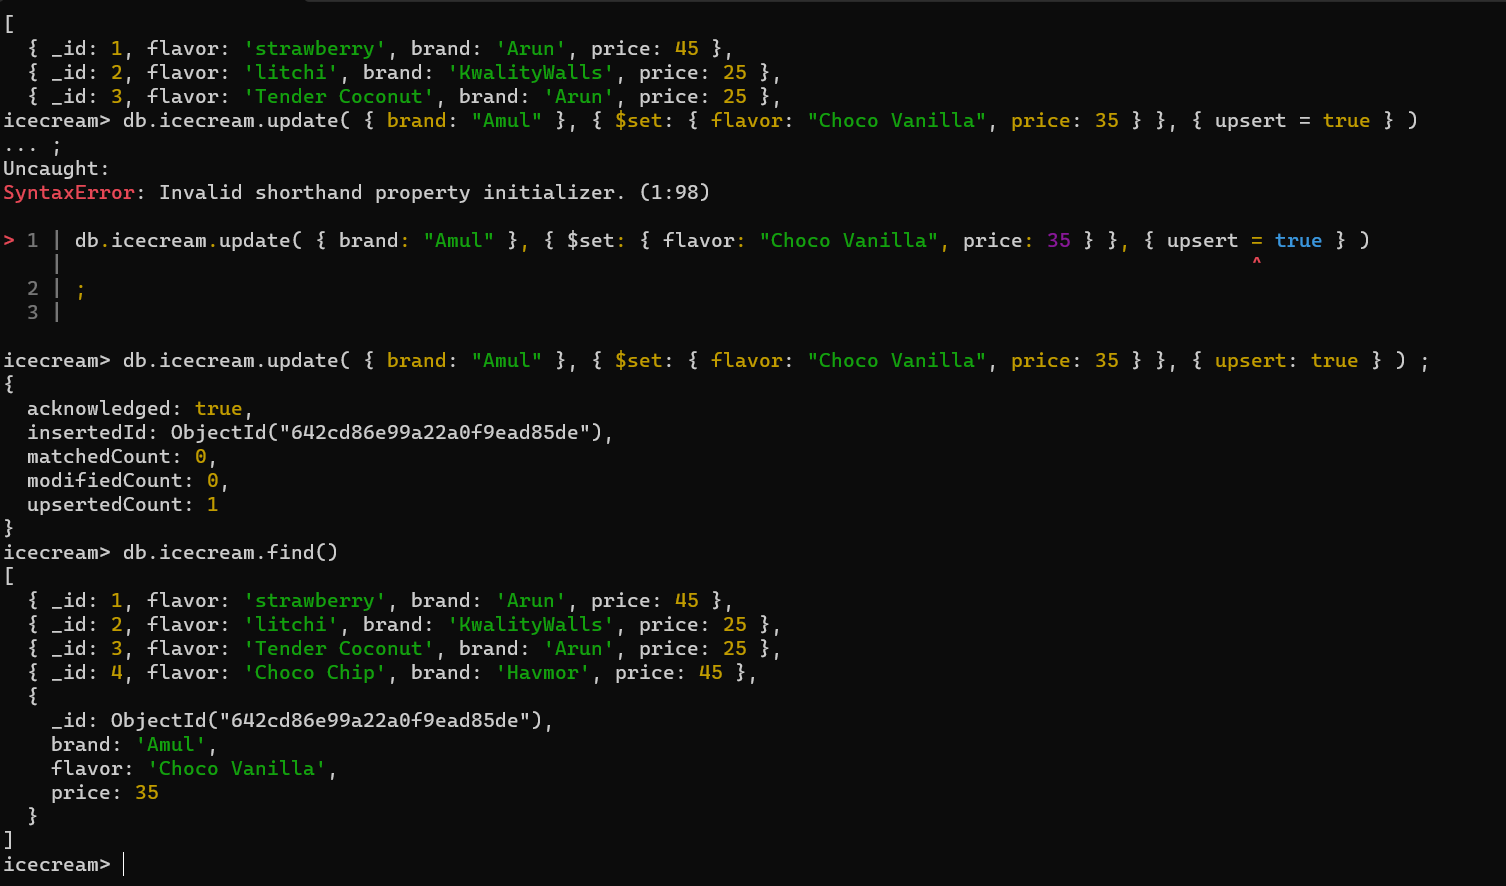 [
  { _id: 1, flavor: 'strawberry', brand: 'Arun', price: 45 },
  { _id: 2, flavor: 'litchi', brand: 'KwalityWalls', price: 25 },
  { _id: 3, flavor: 'Tender Coconut', brand: 'Arun', price: 25 },
icecream> db.icecream.update( { brand: "Amul" }, { $set: { flavor: "Choco Vanilla", price: 35 } }, { upsert = true } )
... ;
Uncaught:
SyntaxError: Invalid shorthand property initializer. (1:98)

> 1 | db.icecream.update( { brand: "Amul" }, { $set: { flavor: "Choco Vanilla", price: 35 } }, { upsert = true } )
    |                                                                                                   ^
  2 | ;
  3 |

icecream> db.icecream.update( { brand: "Amul" }, { $set: { flavor: "Choco Vanilla", price: 35 } }, { upsert: true } ) ;
{
  acknowledged: true,
  insertedId: ObjectId("642cd86e99a22a0f9ead85de"),
  matchedCount: 0,
  modifiedCount: 0,
  upsertedCount: 1
}
icecream> db.icecream.find()
[
  { _id: 1, flavor: 'strawberry', brand: 'Arun', price: 45 },
  { _id: 2, flavor: 'litchi', brand: 'KwalityWalls', price: 25 },
  { _id: 3, flavor: 'Tender Coconut', brand: 'Arun', price: 25 },
  { _id: 4, flavor: 'Choco Chip', brand: 'Havmor', price: 45 },
  {
    _id: ObjectId("642cd86e99a22a0f9ead85de"),
    brand: 'Amul',
    flavor: 'Choco Vanilla',
    price: 35
  }
]
icecream>